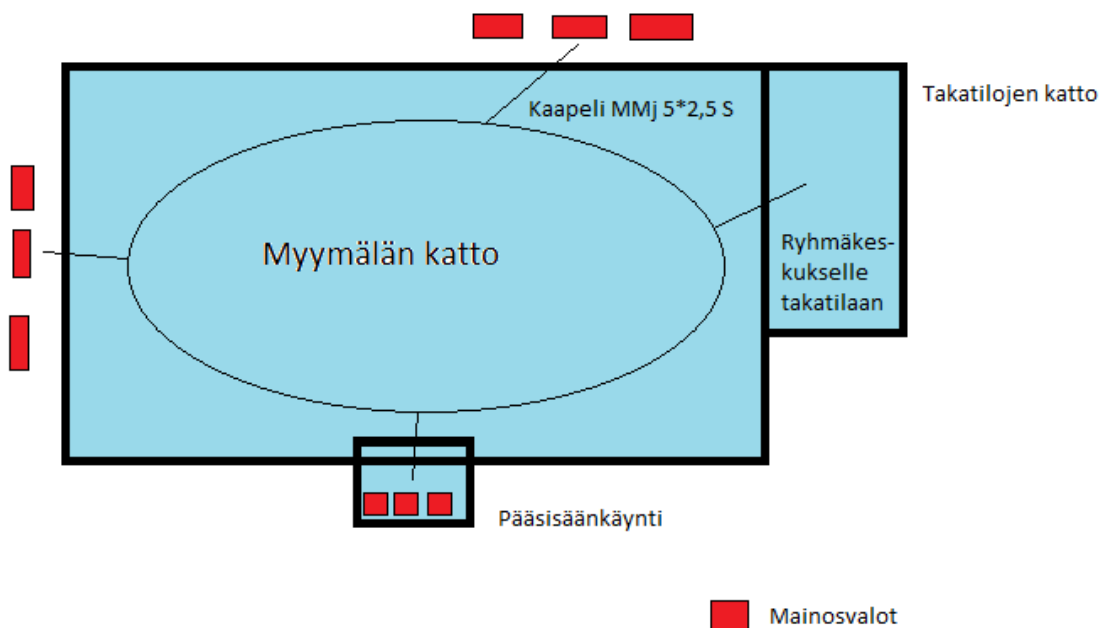 Kaapeli MMj 5*2,5 S
Takatilojen katto
Myymälän katto
Ryhmäkes-
kukselle
takatilaan
Pääsisäänkäynti
Mainosvalot